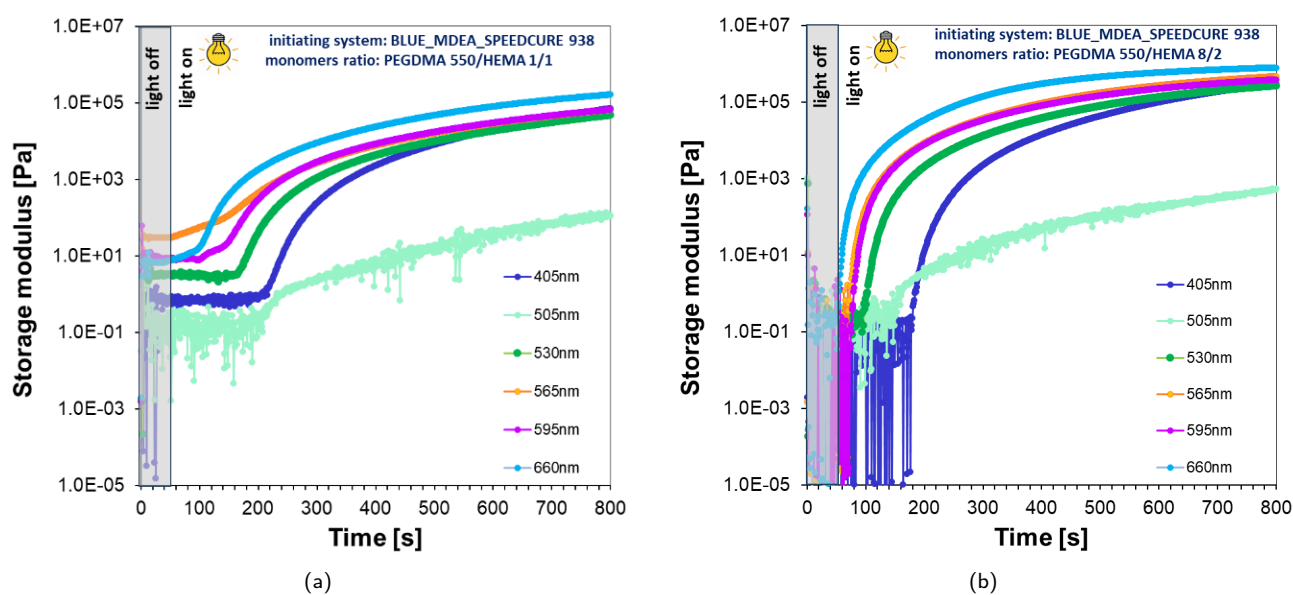 initiating system: BLUE_MDEA_SPEEDCURE 938
monomers ratio: PEGDMA 550/HEMA 1/1
light off
light on
Storage modulus [Pa]
1.0E+07
1.0E+05
1.0E+03
1.0E+01
1.0E-01
1.0E-03
1.0E-05
405nm
505nm
530nm
565nm
595nm
660nm
0 100 200 300 400 500 600 700 800
Time [s]
(a)
initiating system: BLUE_MDEA_SPEEDCURE 938
monomers ratio: PEGDMA 550/HEMA 8/2
light off
light on
Storage modulus [Pa]
1.0E+07
1.0E+05
1.0E+03
1.0E+01
1.0E-01
1.0E-03
1.0E-05
405nm
505nm
530nm
565nm
595nm
660nm
0 100 200 300 400 500 600 700 800
Time [s]
(b)